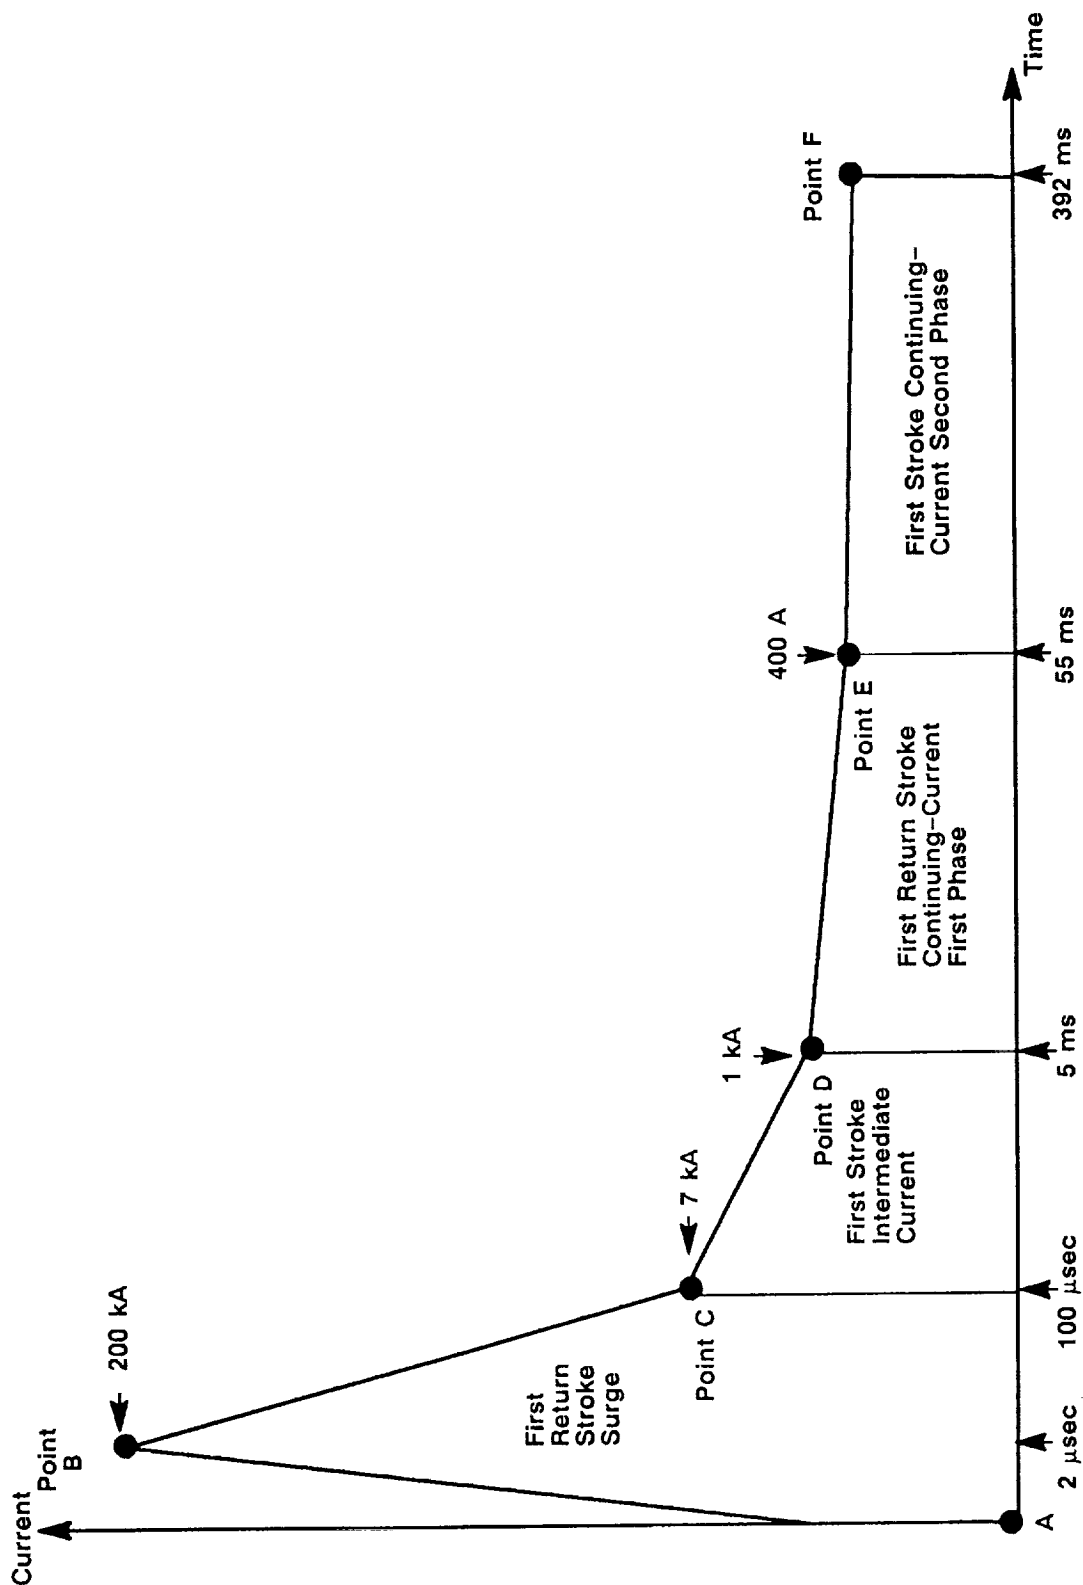 Current
Point
B
200 kA
First
Return
Stroke
Surge
7 kA
Point C
1 kA
Point D
First Stroke
Intermediate
Current
400 A
Point E
First Return Stroke
Continuing-Current
First Phase
Point F
First Stroke Continuing-
Current Second Phase
A
2 μsec
100 μsec
5 ms
55 ms
392 ms
Time